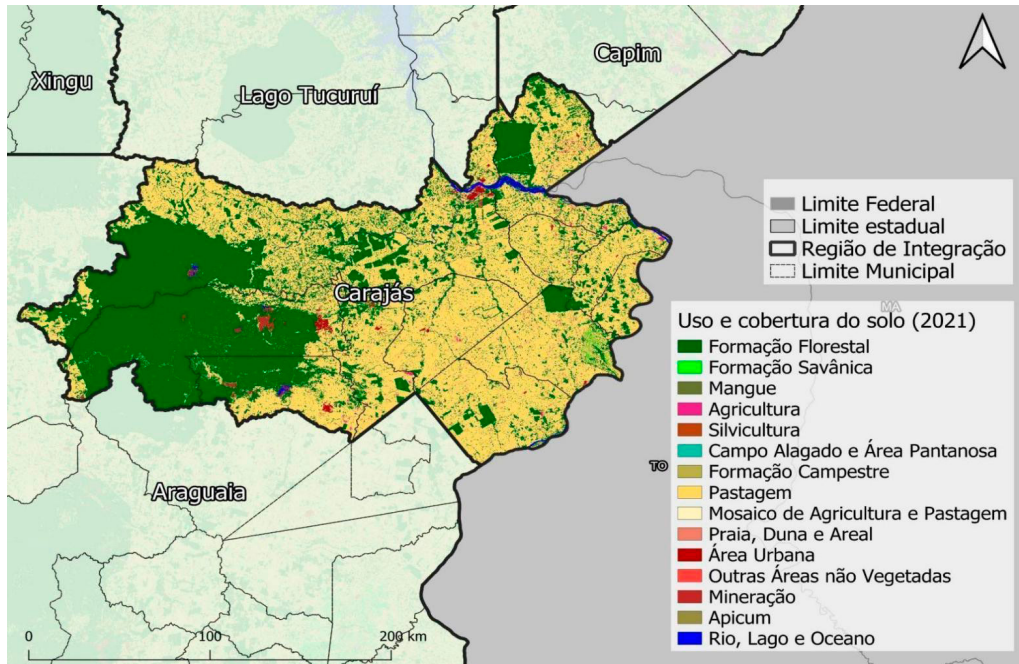 Xingu
Lago Tucuruí
Capim
Carajás
Araguaia
MA
TO
Limite Federal
Limite estadual
Região de Integração
Limite Municipal
Uso e cobertura do solo (2021)
Formação Florestal
Formação Savânica
Mangue
Agricultura
Silvicultura
Campo Alagado e Área Pantanosa
Formação Campestre
Pastagem
Mosaico de Agricultura e Pastagem
Praia, Duna e Areal
Área Urbana
Outras Áreas não Vegetadas
Mineração
Apicum
Rio, Lago e Oceano
0 100 200 km